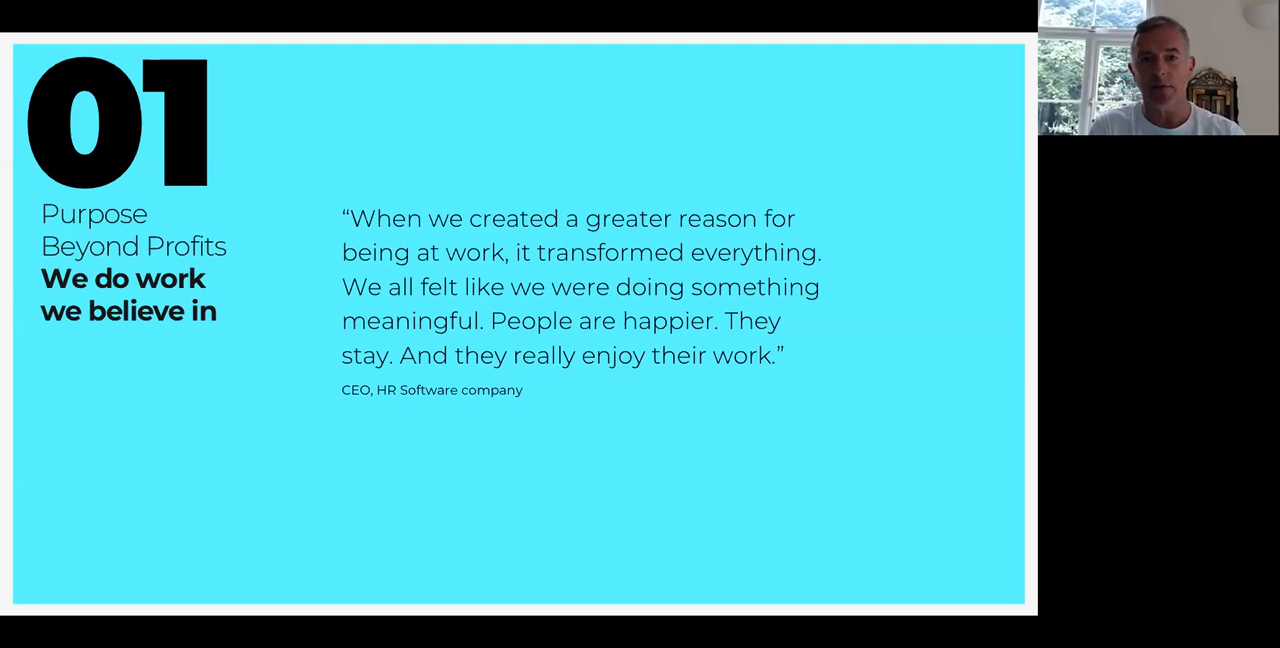 01
Purpose
Beyond Profits
We do work
we believe in
“When we created a greater reason for
being at work, it transformed everything.
We all felt like we were doing something
meaningful. People are happier. They
stay. And they really enjoy their work.”
CEO, HR Software company